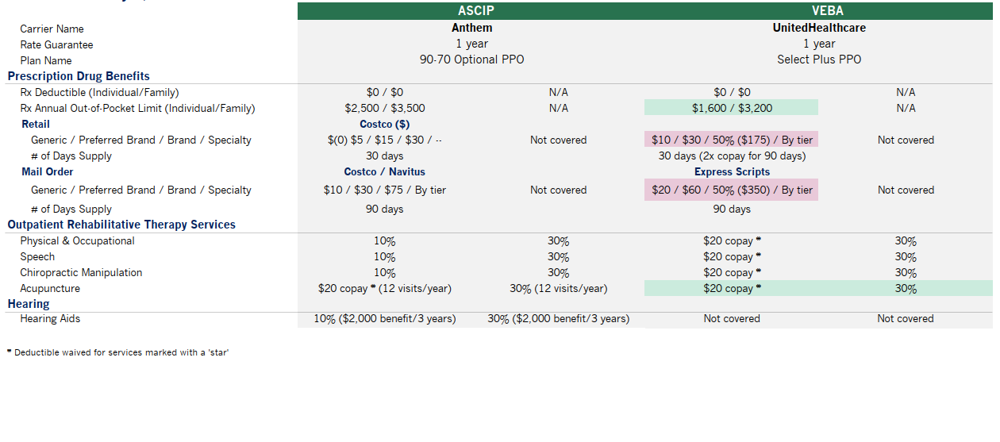 ASCIP VEBA
Carrier Name Anthem UnitedHealthcare
Rate Guarantee 1 year 1 year
Plan Name 90-70 Optional PPO Select Plus PPO
Prescription Drug Benefits
Rx Deductible (Individual/Family) $0 / $0 N/A $0 / $0 N/A
Rx Annual Out-of-Pocket Limit (Individual/Family) $2,500 / $3,500 N/A $1,600 / $3,200 N/A
Retail Costco ($)
Generic / Preferred Brand / Brand / Specialty $(0) $5 / $15 / $30 / -- Not covered $10 / $30 / 50% ($175) / By tier Not covered
# of Days Supply 30 days 30 days (2x copay for 90 days)
Mail Order Costco / Navitus Express Scripts
Generic / Preferred Brand / Brand / Specialty $10 / $30 / $75 / By tier Not covered $20 / $60 / 50% ($350) / By tier Not covered
# of Days Supply 90 days 90 days
Outpatient Rehabilitative Therapy Services
Physical & Occupational 10% 30% $20 copay * 30%
Speech 10% 30% $20 copay * 30%
Chiropractic Manipulation 10% 30% $20 copay * 30%
Acupuncture $20 copay * (12 visits/year) 30% (12 visits/year) $20 copay * 30%
Hearing
Hearing Aids 10% ($2,000 benefit/3 years) 30% ($2,000 benefit/3 years) Not covered Not covered
* Deductible waived for services marked with a 'star'